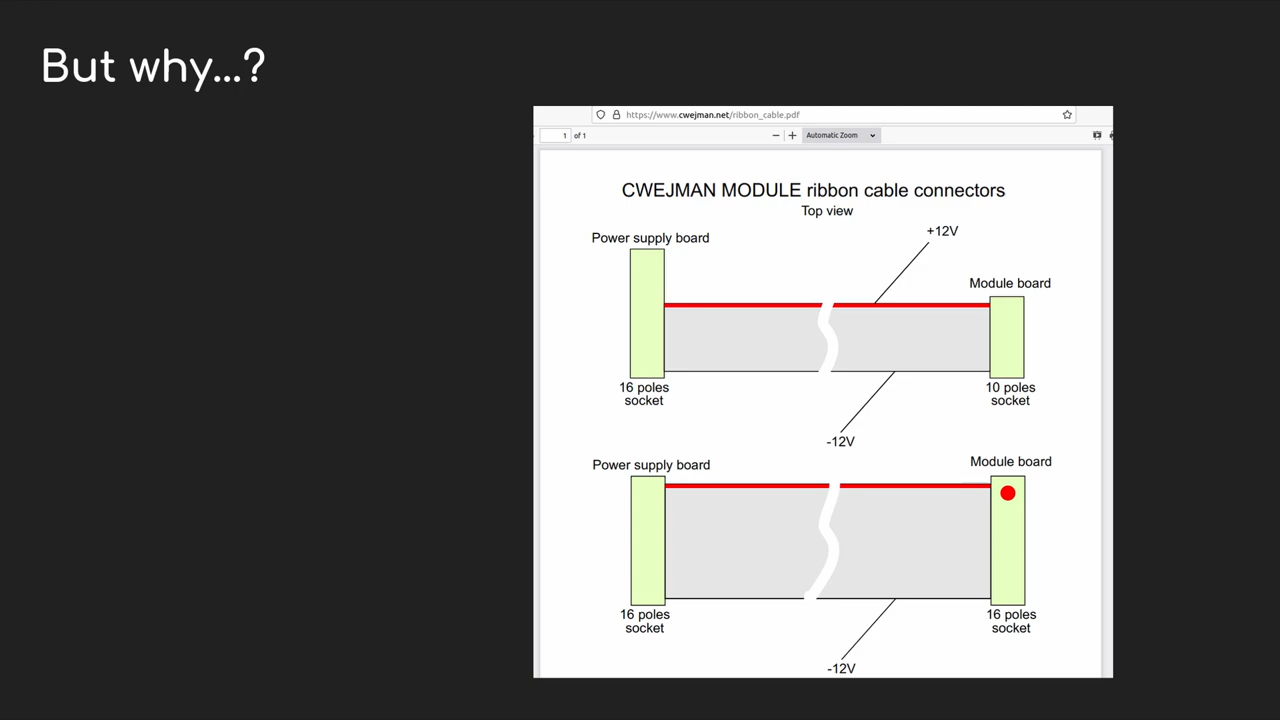 But why...?
https://www.cwejman.net/ribbon_cable.pdf
1 of 1
Automatic Zoom
CWEJMAN MODULE ribbon cable connectors
Top view
+12V
Power supply board
Module board
16 poles
socket
10 poles
socket
-12V
Power supply board
Module board
16 poles
socket
16 poles
socket
-12V